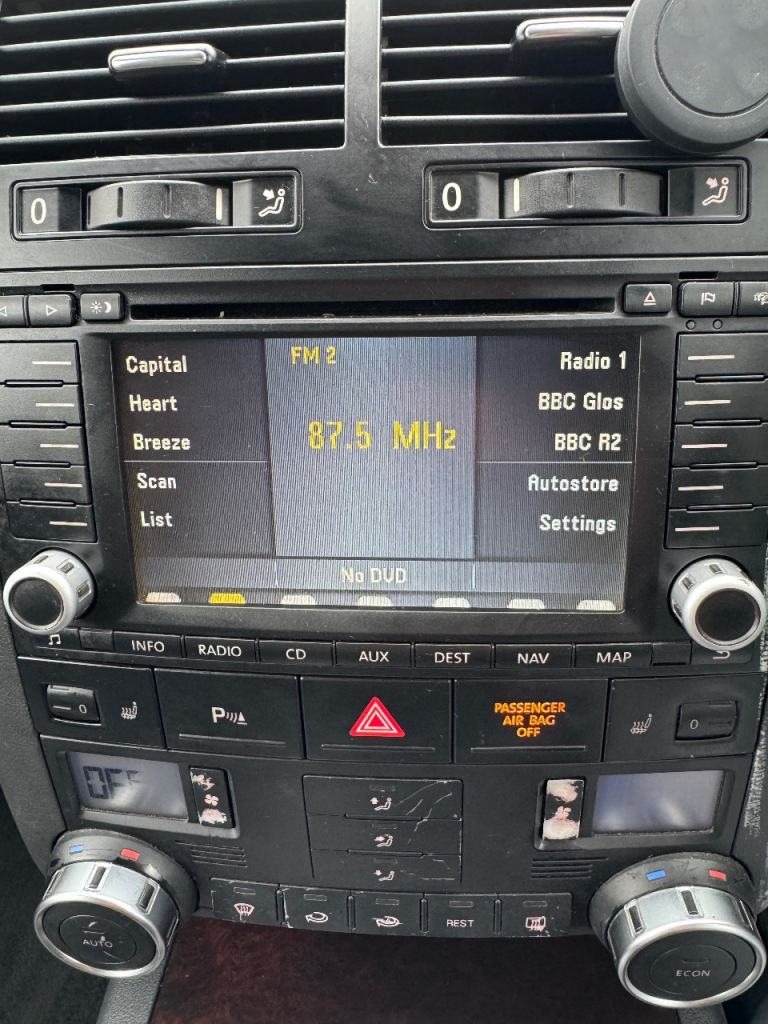 0
0
Capital
FM 2
Radio 1
Heart
BBC Glos
87.5 MHz
Breeze
BBC R2
Scan
Autostore
List
Settings
No DVD
INFO
RADIO
CD
AUX
DEST
NAV
MAP
0
P
PASSENGER
AIR BAG
OFF
0
OFF
REST
AUTO
ECON